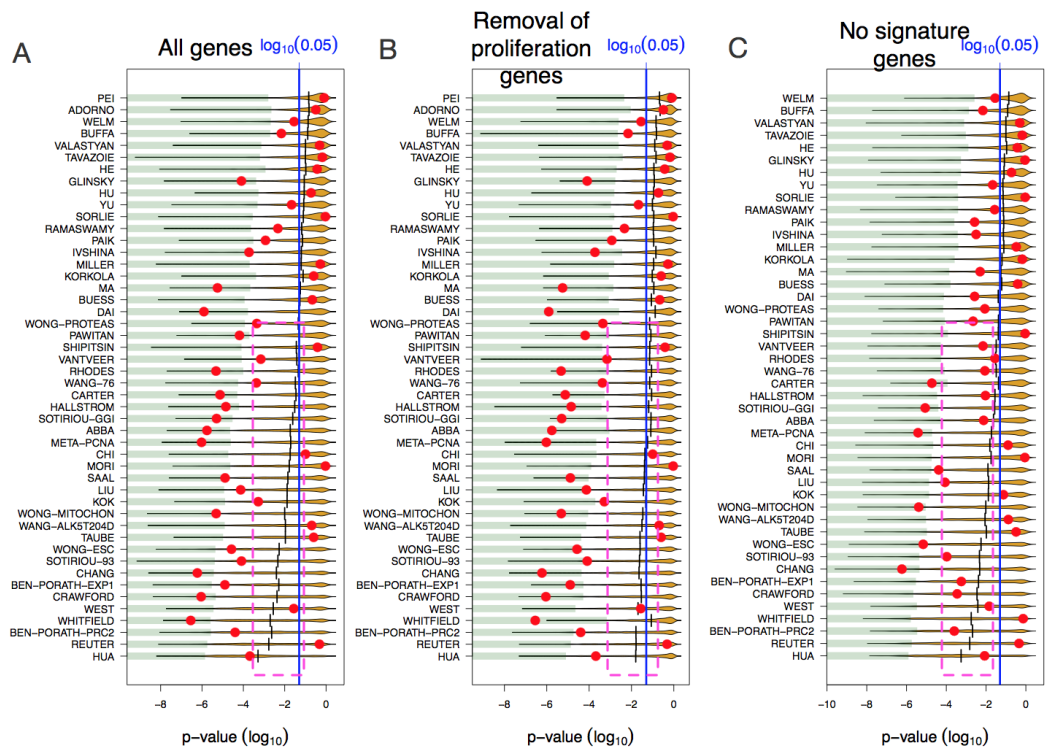 A
All genes
log10(0.05)
PEI
ADORNO
WELM
BUFFA
VALASTYAN
TAVAZOIE
HE
GLINSKY
HU
YU
SORLIE
RAMASWAMY
PAIK
IVSHINA
MILLER
KORKOLA
MA
BUESS
DAI
WONG−PROTEAS
PAWITAN
SHIPITSIN
VANTVEER
RHODES
WANG−76
CARTER
HALLSTROM
SOTIRIOU−GGI
ABBA
META−PCNA
CHI
MORI
SAAL
LIU
KOK
WONG−MITOCHON
WANG−ALK5T204D
TAUBE
WONG−ESC
SOTIRIOU−93
CHANG
BEN−PORATH−EXP1
CRAWFORD
WEST
WHITFIELD
BEN−PORATH−PRC2
REUTER
HUA
−8 −6 −4 −2 0
p-value (log10)
B
Removal of
proliferation
genes
log10(0.05)
PEI
ADORNO
WELM
BUFFA
VALASTYAN
TAVAZOIE
HE
GLINSKY
HU
YU
SORLIE
RAMASWAMY
PAIK
IVSHINA
MILLER
KORKOLA
MA
BUESS
DAI
WONG−PROTEAS
PAWITAN
SHIPITSIN
VANTVEER
RHODES
WANG−76
CARTER
HALLSTROM
SOTIRIOU−GGI
ABBA
META−PCNA
CHI
MORI
SAAL
LIU
KOK
WONG−MITOCHON
WANG−ALK5T204D
TAUBE
WONG−ESC
SOTIRIOU−93
CHANG
BEN−PORATH−EXP1
CRAWFORD
WEST
WHITFIELD
BEN−PORATH−PRC2
REUTER
HUA
−8 −6 −4 −2 0
p-value (log10)
C
No signature
genes
log10(0.05)
WELM
BUFFA
VALASTYAN
TAVAZOIE
HE
GLINSKY
HU
YU
SORLIE
RAMASWAMY
PAIK
IVSHINA
MILLER
KORKOLA
MA
BUESS
DAI
WONG−PROTEAS
PAWITAN
SHIPITSIN
VANTVEER
RHODES
WANG−76
CARTER
HALLSTROM
SOTIRIOU−GGI
ABBA
META−PCNA
CHI
MORI
SAAL
LIU
KOK
WONG−MITOCHON
WANG−ALK5T204D
TAUBE
WONG−ESC
SOTIRIOU−93
CHANG
BEN−PORATH−EXP1
CRAWFORD
WEST
WHITFIELD
BEN−PORATH−PRC2
REUTER
HUA
−10 −8 −6 −4 −2 0
p-value (log10)